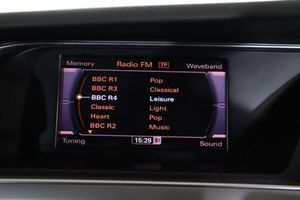 Memory Radio FM TP Waveband
BBC R1 Pop
BBC R3 Classical
BBC R4 Leisure
Classic Light
Heart Pop
BBC R2 Music
Tuning 15:29 Sound